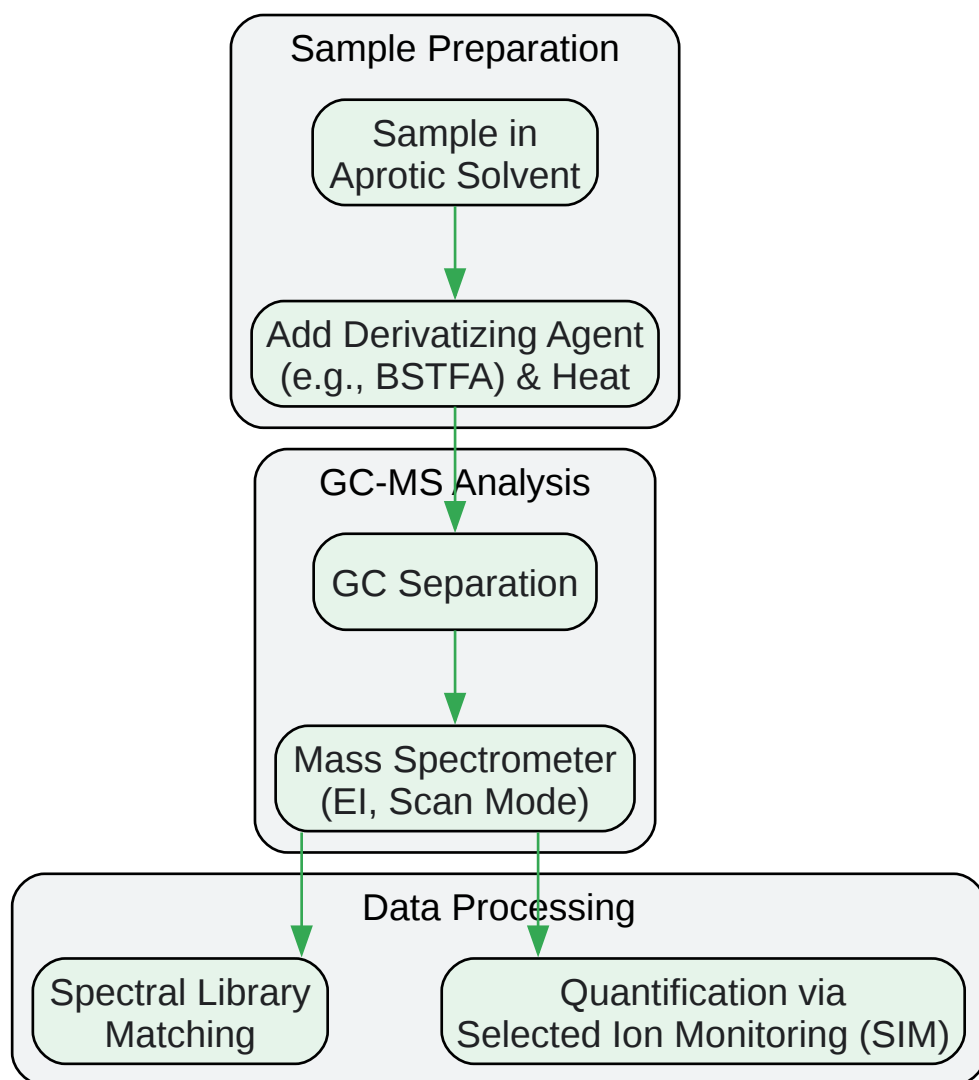 Sample Preparation
Sample in
Aprotic Solvent
Add Derivatizing Agent
(e.g., BSTFA) & Heat
GC-MS Analysis
GC Separation
Mass Spectrometer
(EI, Scan Mode)
Data Processing
Spectral Library
Matching
Quantification via
Selected Ion Monitoring (SIM)